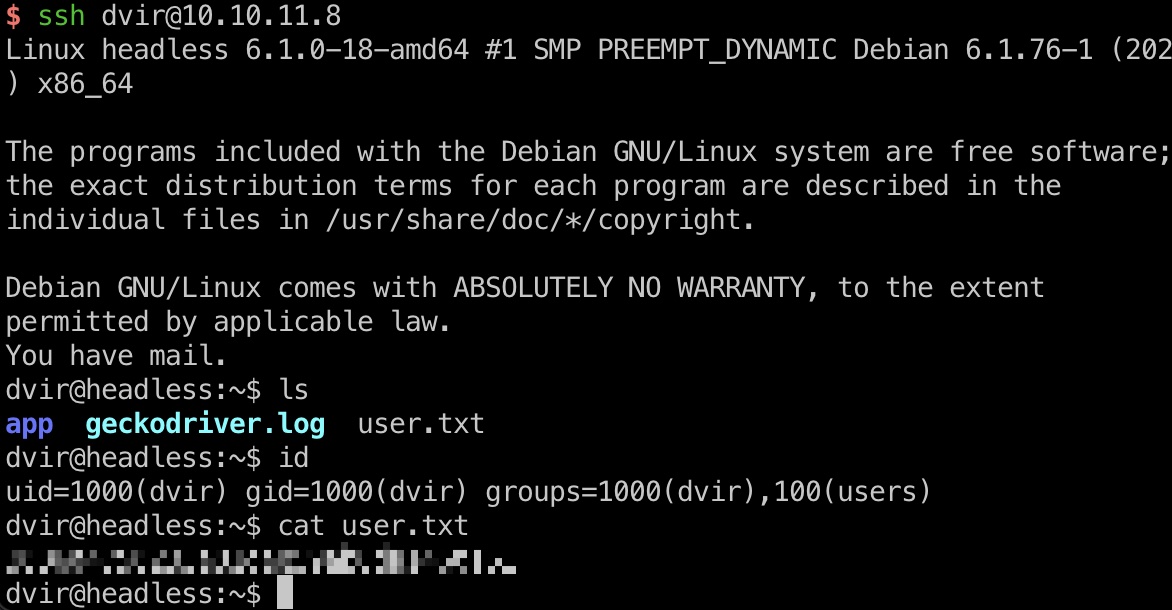 $ ssh dvir@10.10.11.8
Linux headless 6.1.0-18-amd64 #1 SMP PREEMPT_DYNAMIC Debian 6.1.76-1 (202
) x86_64
The programs included with the Debian GNU/Linux system are free software;
the exact distribution terms for each program are described in the
individual files in /usr/share/doc/*/copyright.
Debian GNU/Linux comes with ABSOLUTELY NO WARRANTY, to the extent
permitted by applicable law.
You have mail.
dvir@headless:~$ ls
app  geckodriver.log  user.txt
dvir@headless:~$ id
uid=1000(dvir) gid=1000(dvir) groups=1000(dvir),100(users)
dvir@headless:~$ cat user.txt
dvir@headless:~$